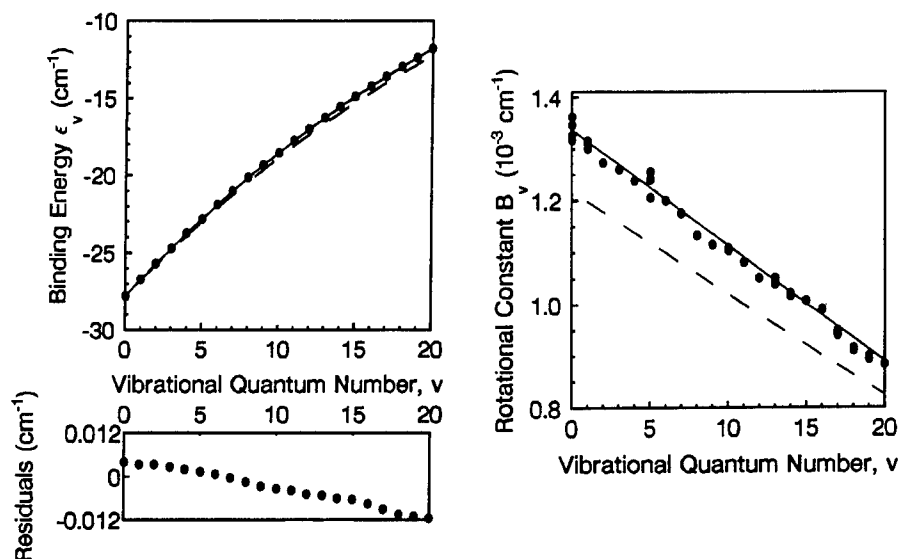 Binding Energy ε_v (cm⁻¹)
-10
-15
-20
-25
-30
0 5 10 15 20
Vibrational Quantum Number, v
0 5 10 15 20
Residuals (cm⁻¹)
0.012
0
-0.012
Rotational Constant B_v (10⁻³ cm⁻¹)
1.4
1.2
1.0
0.8
0 5 10 15 20
Vibrational Quantum Number, v